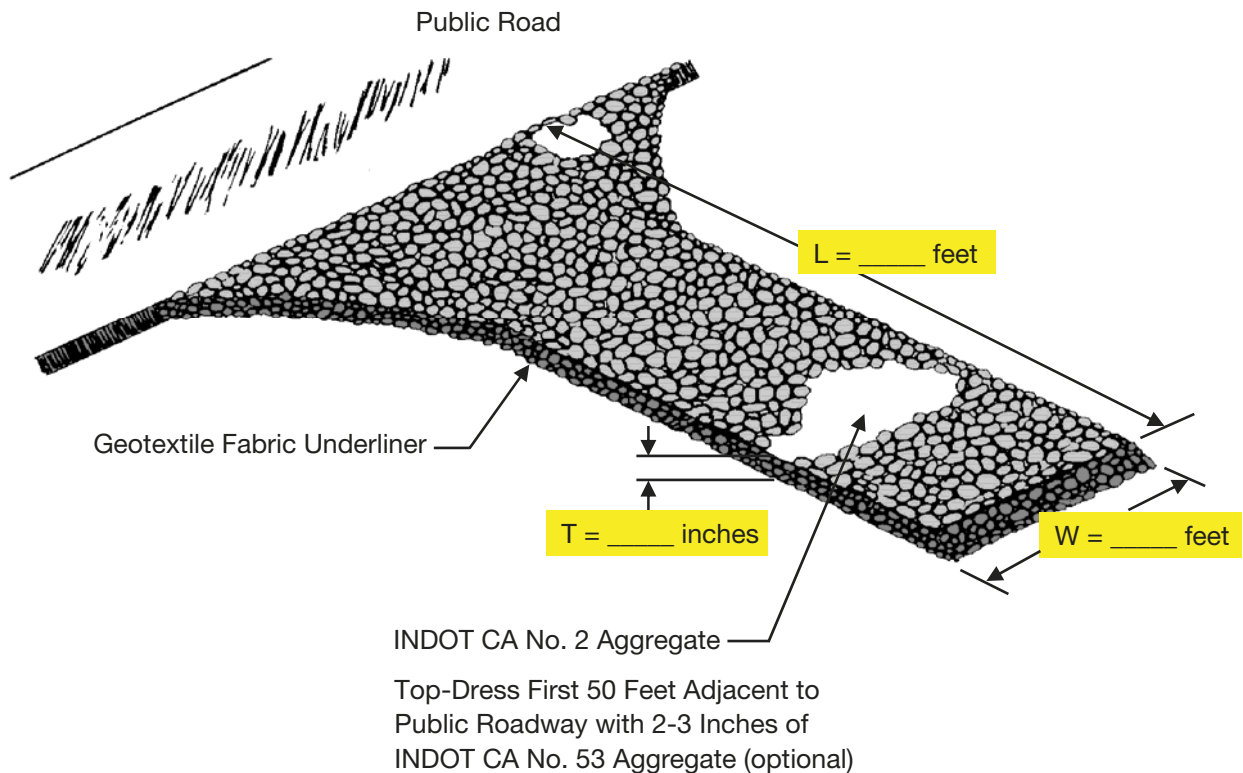 Public Road
L = _____ feet
Geotextile Fabric Underliner
T = _____ inches
W = _____ feet
INDOT CA No. 2 Aggregate
Top-Dress First 50 Feet Adjacent to
Public Roadway with 2-3 Inches of
INDOT CA No. 53 Aggregate (optional)